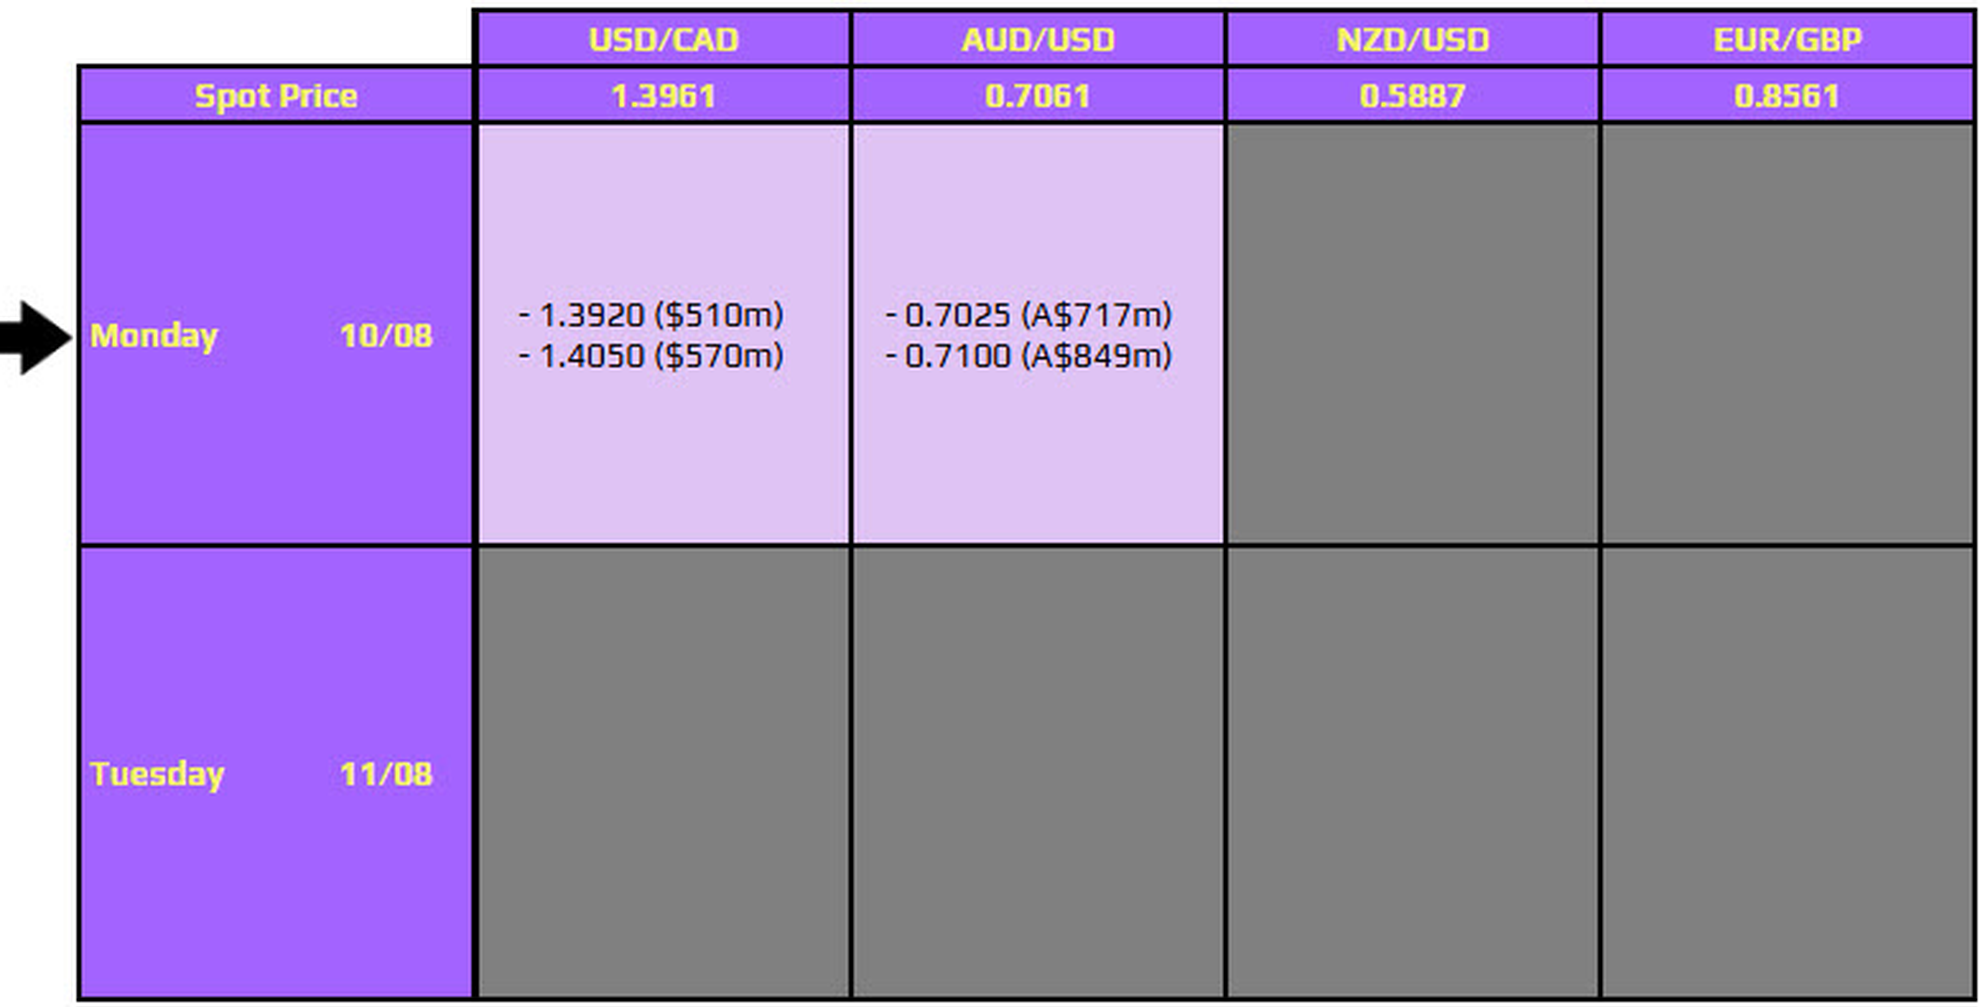 USD/CAD AUD/USD NZD/USD EUR/GBP
Spot Price 1.3961 0.7061 0.5887 0.8561
Monday 10/08
- 1.3920 ($510m)
- 1.4050 ($570m)
- 0.7025 (A$717m)
- 0.7100 (A$849m)
Tuesday 11/08